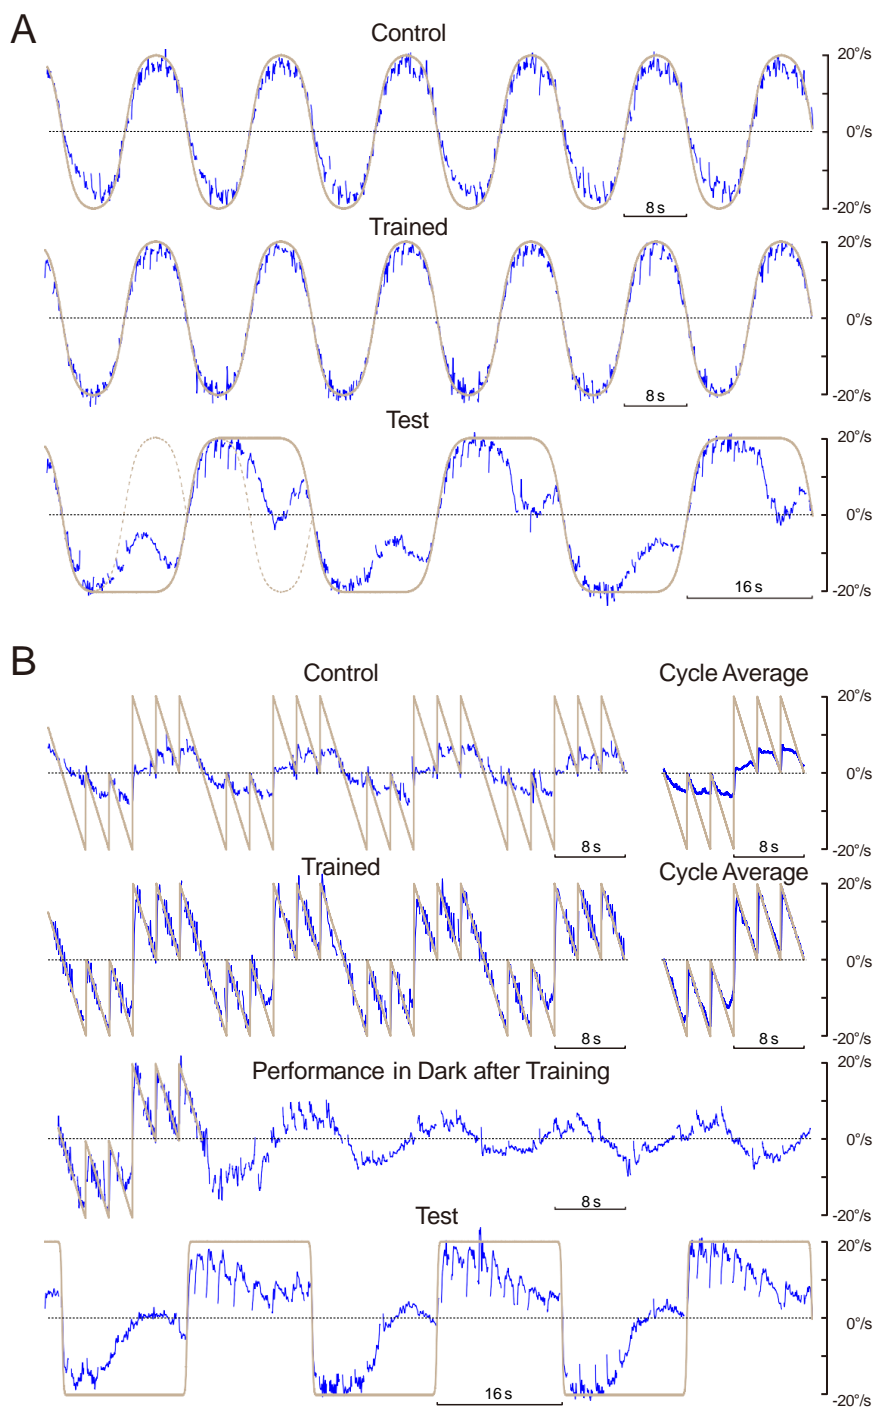 A
Control
20°/s
0°/s
-20°/s
8 s
Trained
20°/s
0°/s
-20°/s
8 s
Test
20°/s
0°/s
-20°/s
16 s
B
Control
Cycle Average
20°/s
0°/s
-20°/s
8 s
8 s
Trained
Cycle Average
20°/s
0°/s
-20°/s
8 s
8 s
Performance in Dark after Training
20°/s
0°/s
-20°/s
8 s
Test
20°/s
0°/s
-20°/s
16 s